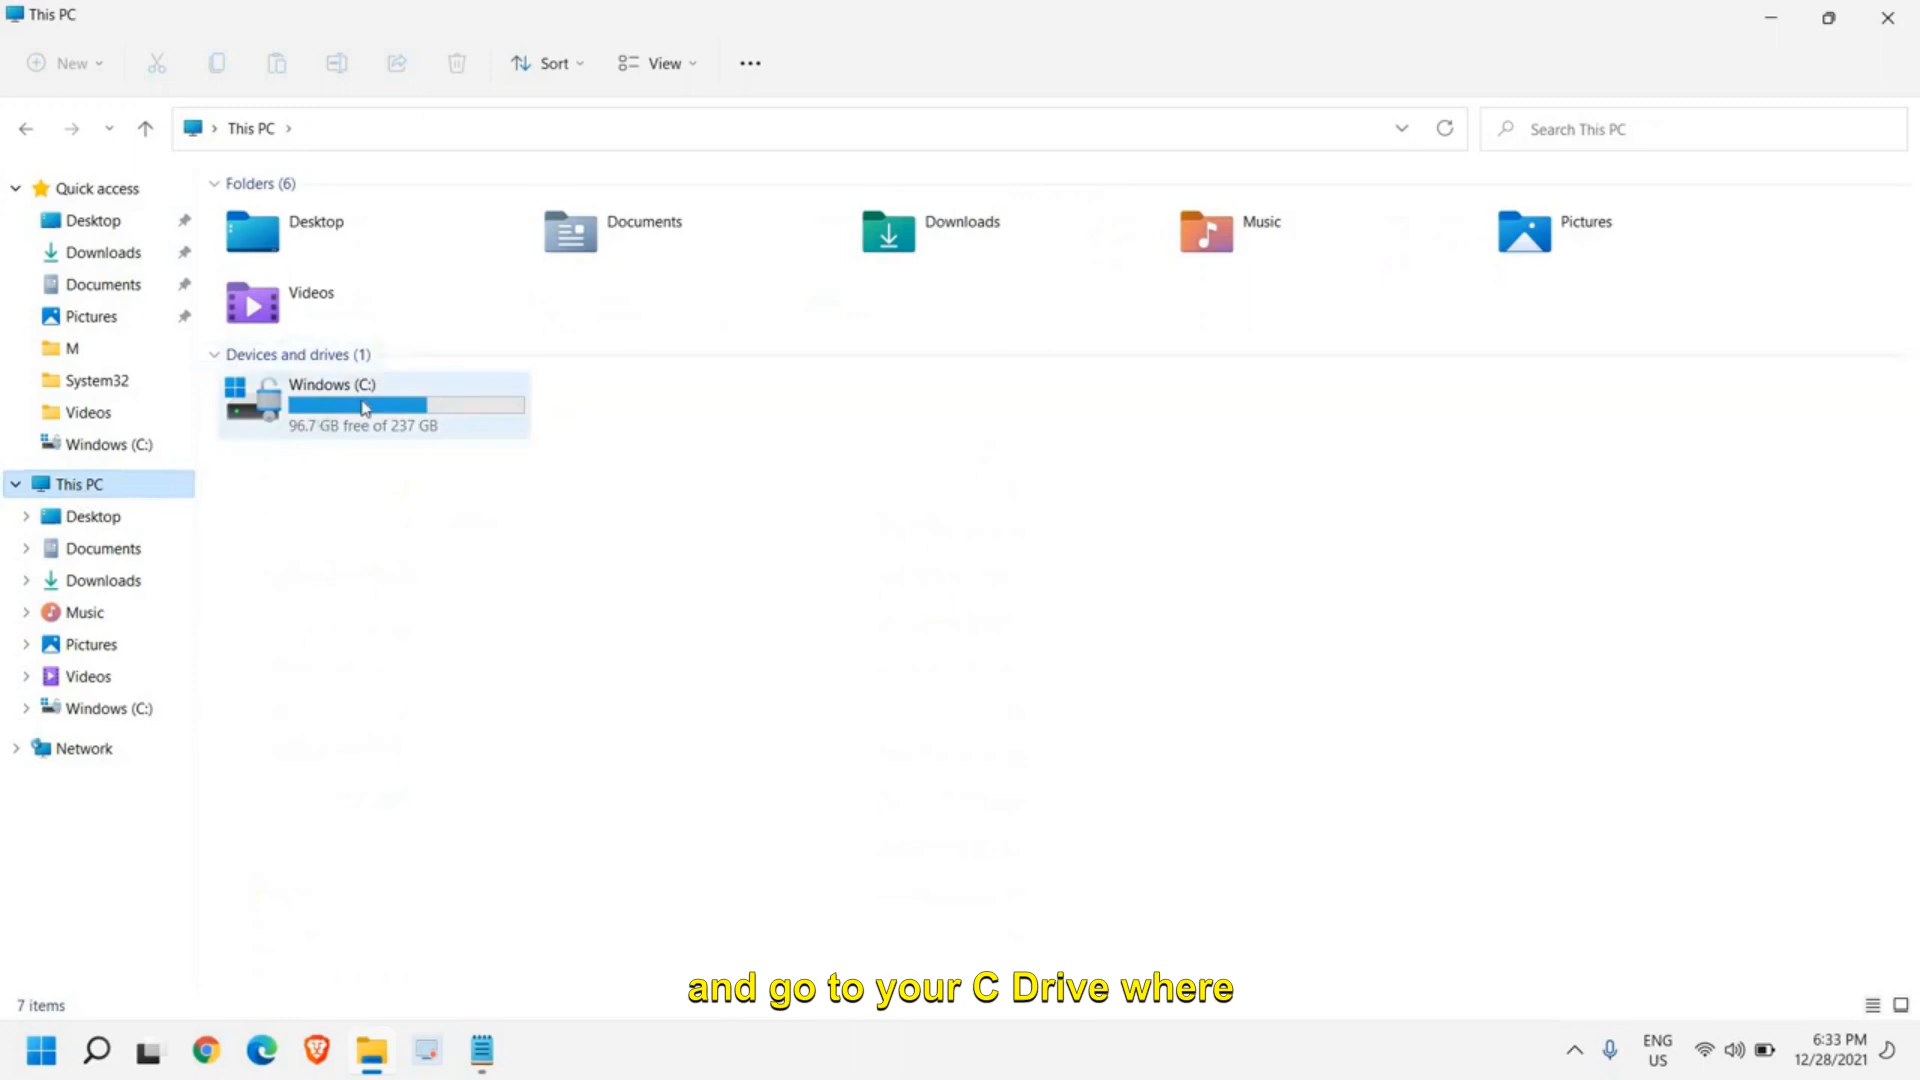 This PC
New
Sort
View
This PC
Search This PC
Quick access
Desktop
Downloads
Documents
Pictures
M
System32
Videos
Windows (C:)
This PC
Desktop
Documents
Downloads
Music
Pictures
Videos
Windows (C:)
Network
Folders (6)
Desktop
Documents
Downloads
Music
Pictures
Videos
Devices and drives (1)
Windows (C:)
96.7 GB free of 237 GB
and go to your C Drive where
7 items
ENG
US
6:33 PM
12/28/2021